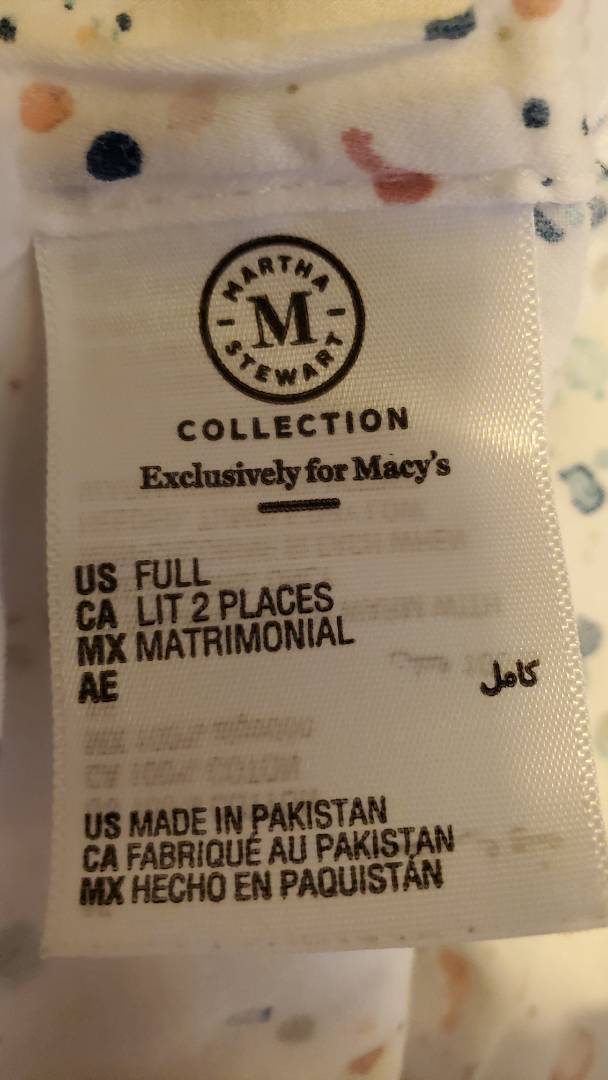 MARTHA
M
STEWART
COLLECTION
Exclusively for Macy's
US FULL
CA LIT 2 PLACES
MX MATRIMONIAL
AE كامل
US MADE IN PAKISTAN
CA FABRIQUÉ AU PAKISTAN
MX HECHO EN PAQUISTÁN